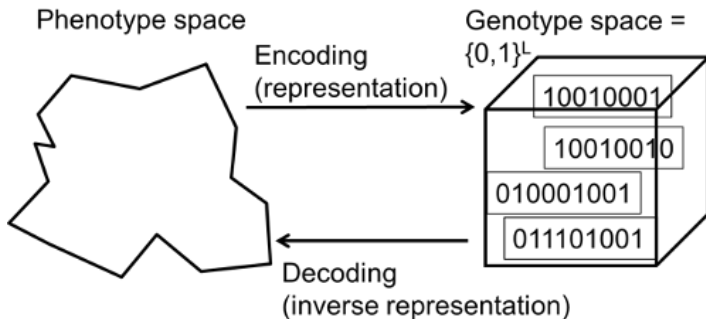 Phenotype space
Genotype space =
{0,1}ᴸ
Encoding
(representation)
10010001
10010010
010001001
011101001
Decoding
(inverse representation)